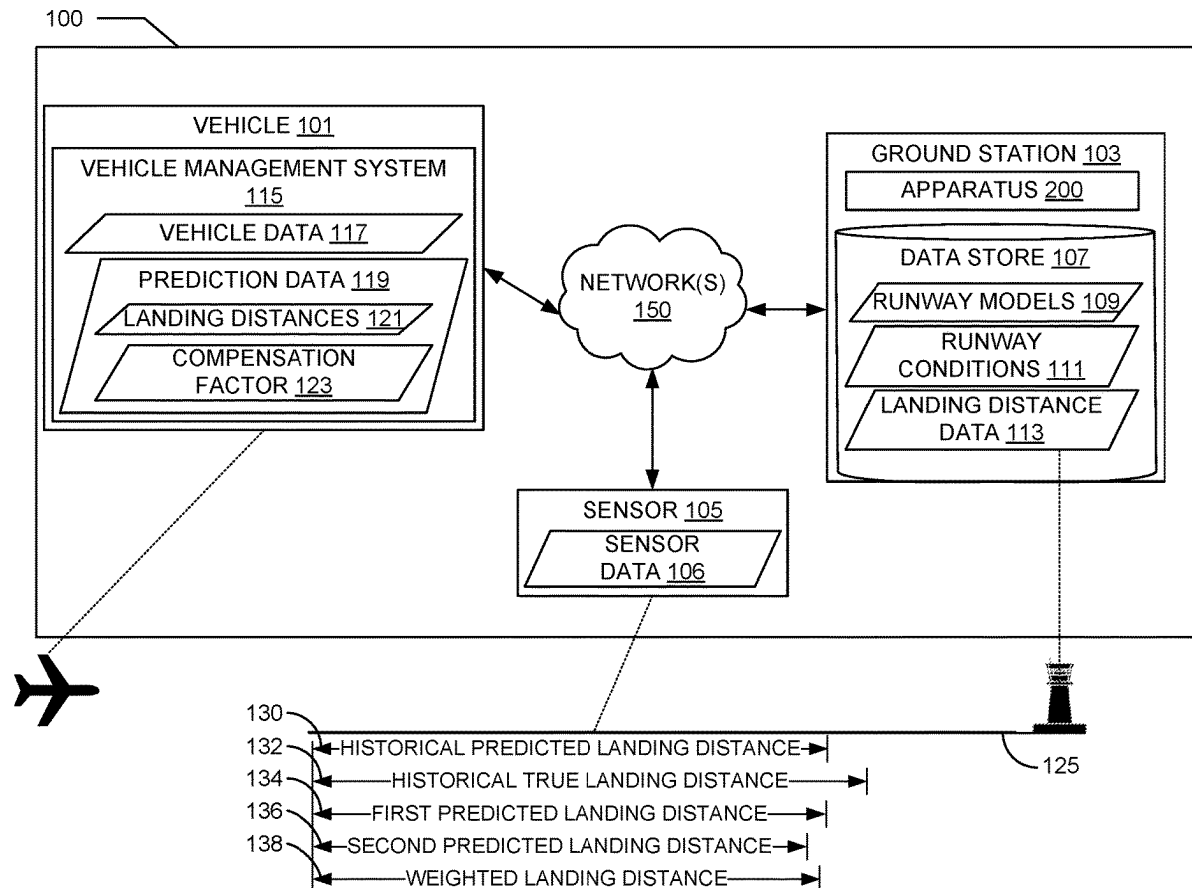 100
VEHICLE 101
VEHICLE MANAGEMENT SYSTEM
115
VEHICLE DATA 117
PREDICTION DATA 119
LANDING DISTANCES 121
COMPENSATION
FACTOR 123
NETWORK(S)
150
GROUND STATION 103
APPARATUS 200
DATA STORE 107
RUNWAY MODELS 109
RUNWAY
CONDITIONS 111
LANDING DISTANCE
DATA 113
SENSOR 105
SENSOR
DATA 106
130
HISTORICAL PREDICTED LANDING DISTANCE
125
132
HISTORICAL TRUE LANDING DISTANCE
134
FIRST PREDICTED LANDING DISTANCE
136
SECOND PREDICTED LANDING DISTANCE
138
WEIGHTED LANDING DISTANCE